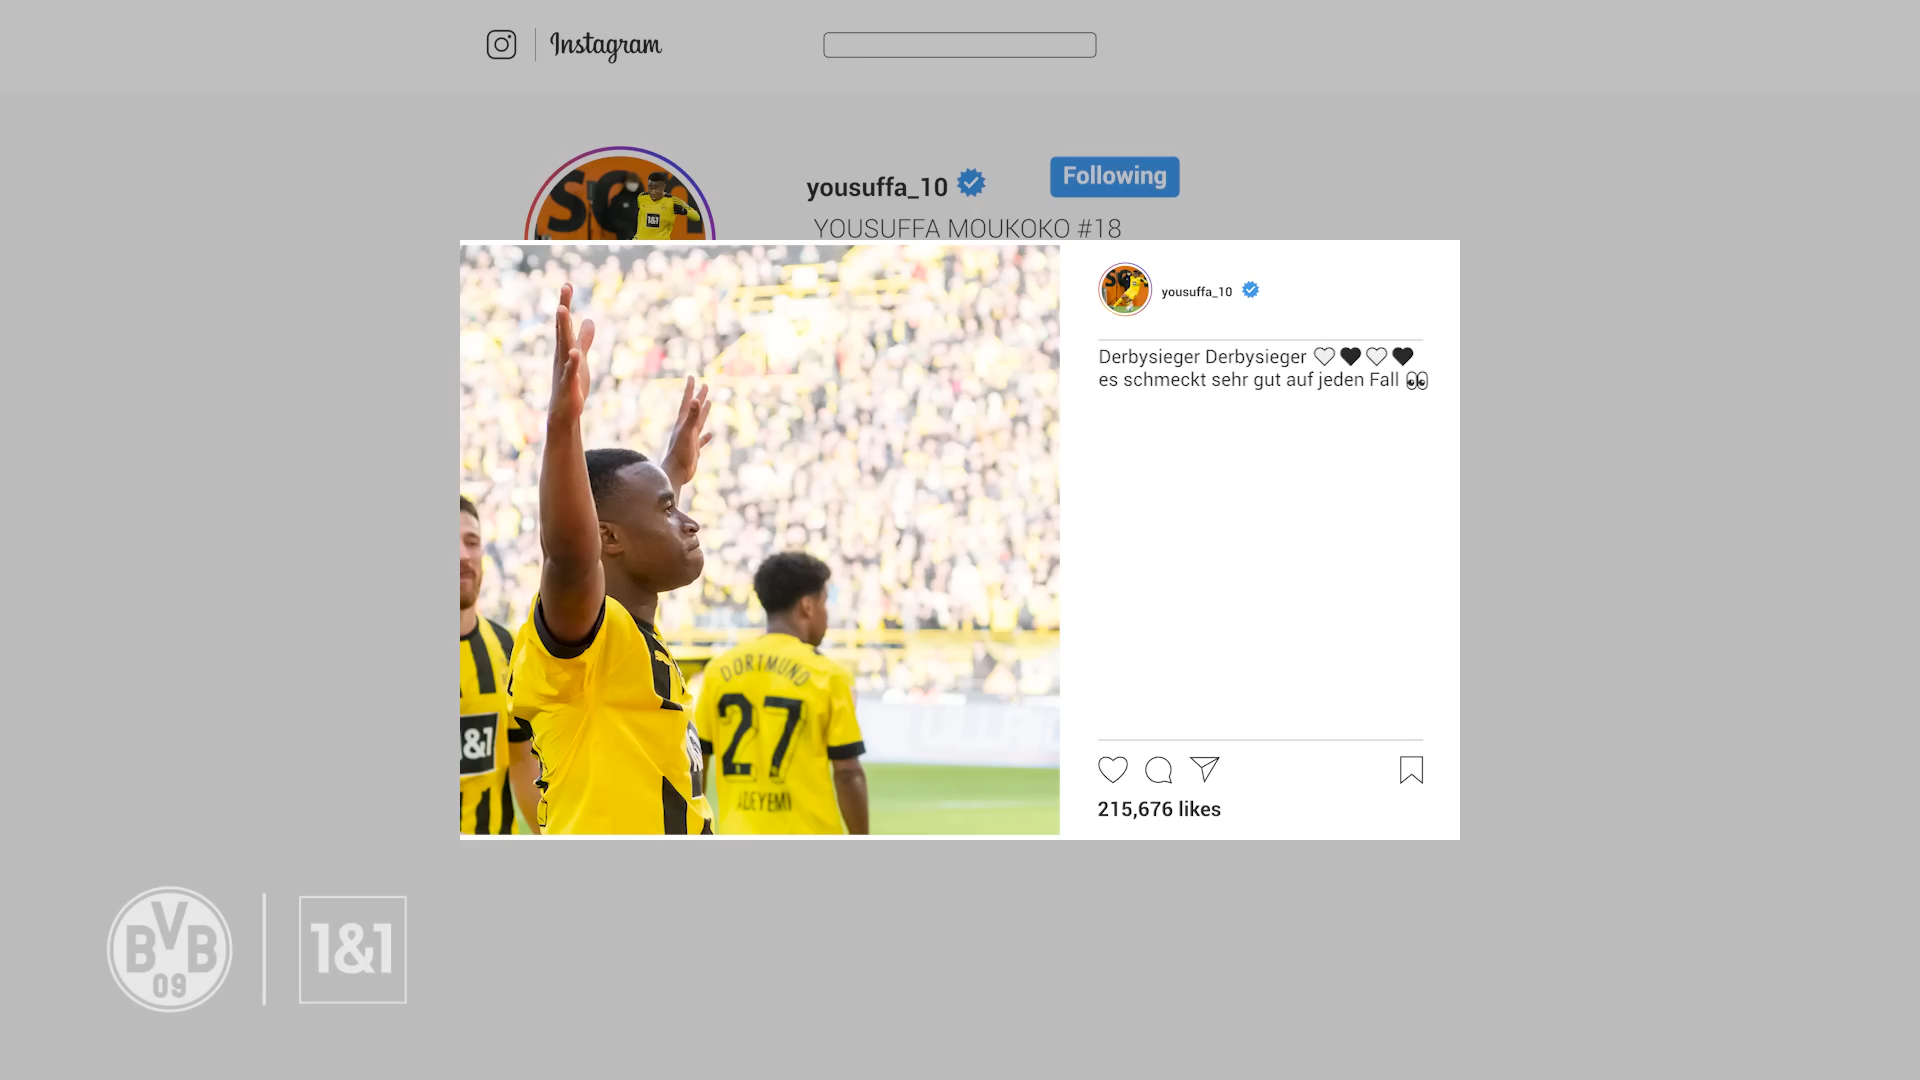 Instagram
yousuffa_10
Following
YOUSUFFA MOUKOKO #18
1&1
yousuffa_10
Derbysieger Derbysieger 🤍🖤🤍🖤
es schmeckt sehr gut auf jeden Fall 👀
DORTMUND
27
ADEYEMI
&1
215,676 likes
BVB
09
1&1